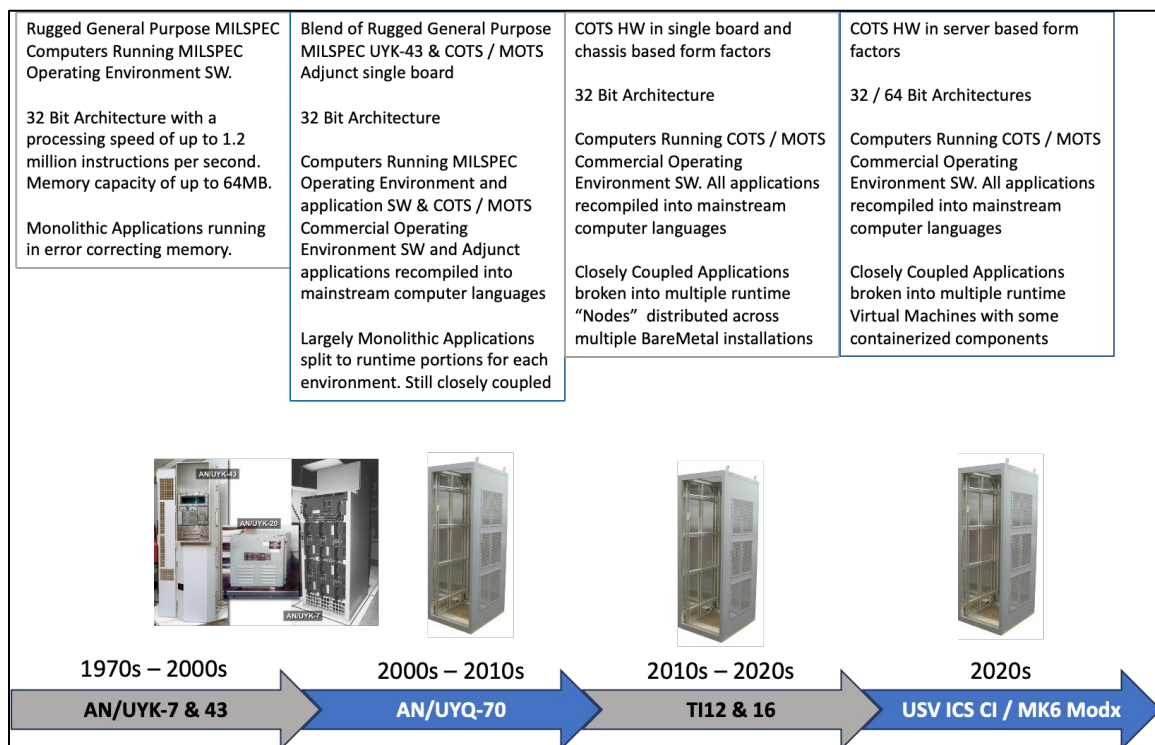 Rugged General Purpose MILSPEC
Computers Running MILSPEC
Operating Environment SW.
32 Bit Architecture with a
processing speed of up to 1.2
million instructions per second.
Memory capacity of up to 64MB.
Monolithic Applications running
in error correcting memory.
Blend of Rugged General Purpose
MILSPEC UYK-43 & COTS / MOTS
Adjunct single board
32 Bit Architecture
Computers Running MILSPEC
Operating Environment and
application SW & COTS / MOTS
Commercial Operating
Environment SW and Adjunct
applications recompiled into
mainstream computer languages
Largely Monolithic Applications
split to runtime portions for each
environment. Still closely coupled
COTS HW in single board and
chassis based form factors
32 Bit Architecture
Computers Running COTS / MOTS
Commercial Operating
Environment SW. All applications
recompiled into mainstream
computer languages
Closely Coupled Applications
broken into multiple runtime
“Nodes” distributed across
multiple BareMetal installations
COTS HW in server based form
factors
32 / 64 Bit Architectures
Computers Running COTS / MOTS
Commercial Operating
Environment SW. All applications
recompiled into mainstream
computer languages
Closely Coupled Applications
broken into multiple runtime
Virtual Machines with some
containerized components
AN/UYK-43
AN/UYK-20
AN/UYK-7
1970s – 2000s
2000s – 2010s
2010s – 2020s
2020s
AN/UYK-7 & 43
AN/UYQ-70
TI12 & 16
USV ICS CI / MK6 Modx